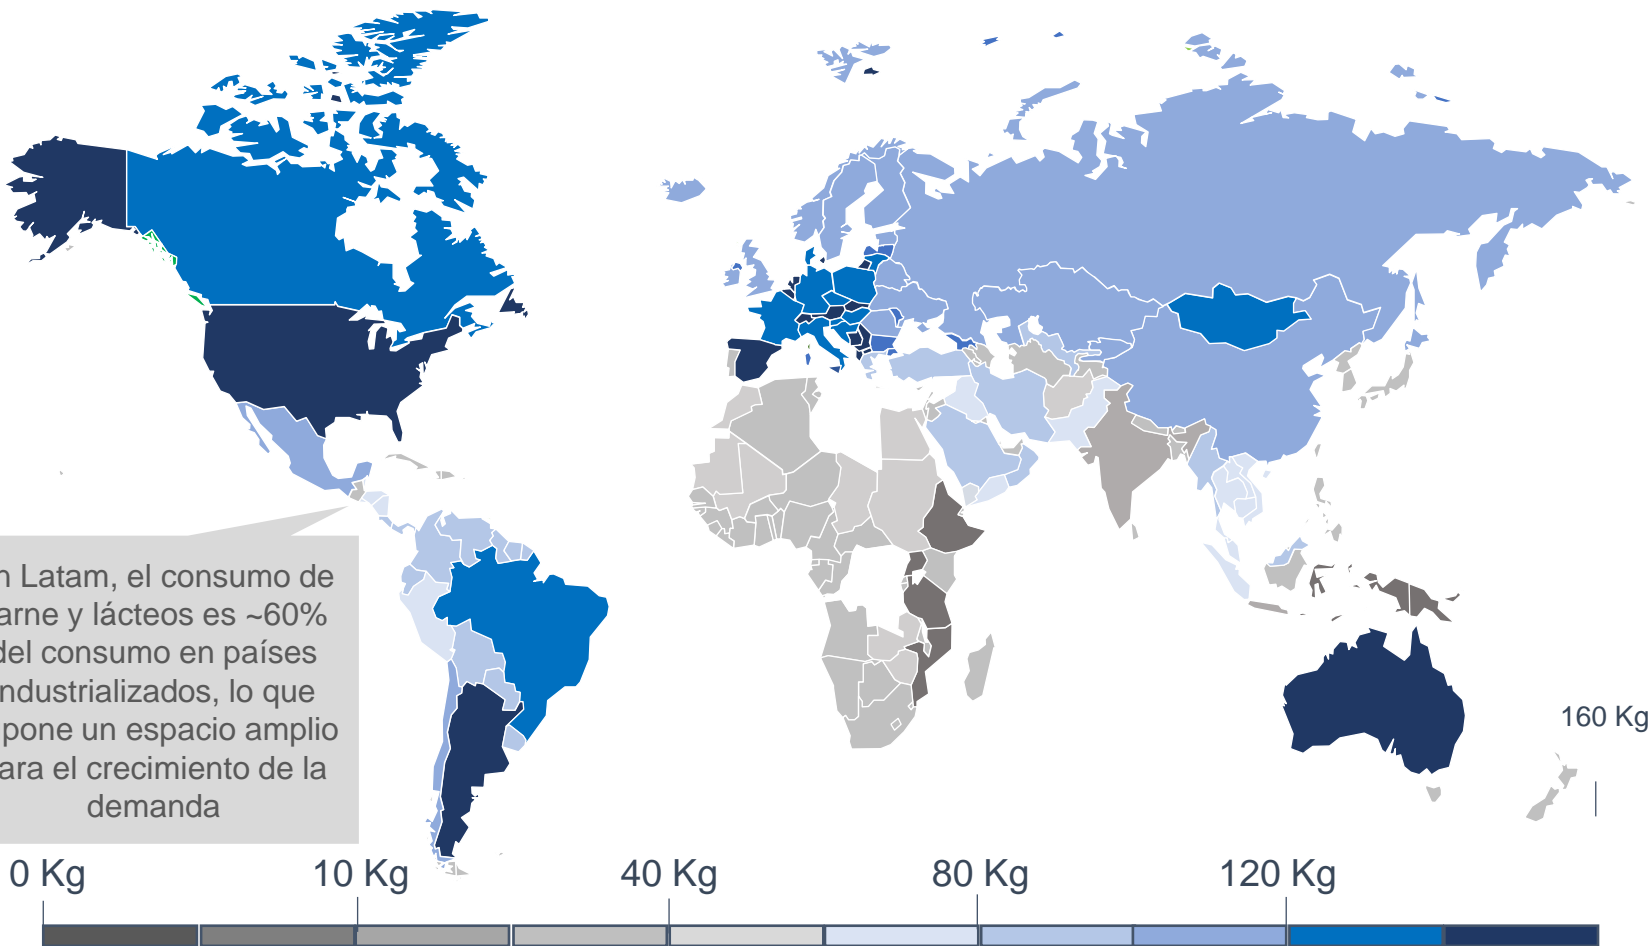 n Latam, el consumo de
arne y lácteos es ~60%
del consumo en países
ndustrializados, lo que
pone un espacio amplio
ara el crecimiento de la
demanda
160 Kg
0 Kg 10 Kg 40 Kg 80 Kg 120 Kg